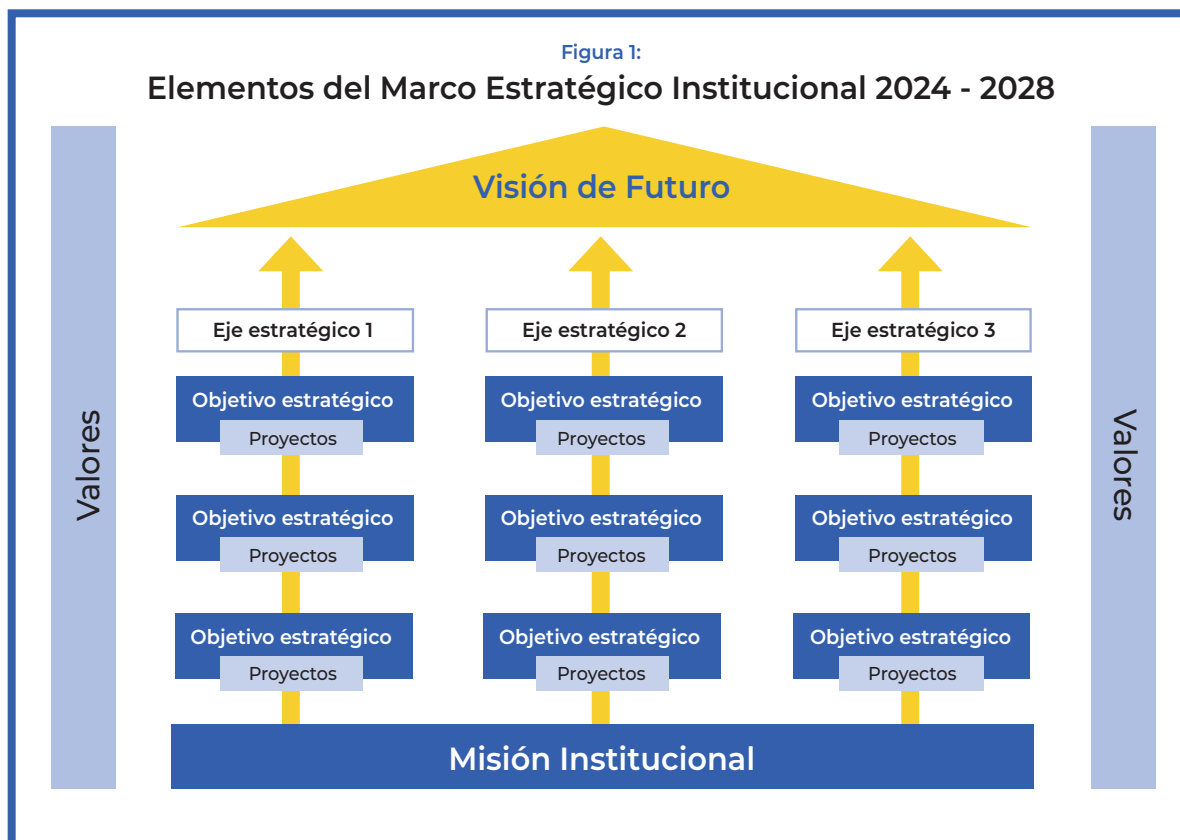 Figura 1:
Elementos del Marco Estratégico Institucional 2024 - 2028
Valores
Visión de Futuro
Eje estratégico 1
Objetivo estratégico
Proyectos
Objetivo estratégico
Proyectos
Objetivo estratégico
Proyectos
Eje estratégico 2
Objetivo estratégico
Proyectos
Objetivo estratégico
Proyectos
Objetivo estratégico
Proyectos
Eje estratégico 3
Objetivo estratégico
Proyectos
Objetivo estratégico
Proyectos
Objetivo estratégico
Proyectos
Misión Institucional
Valores